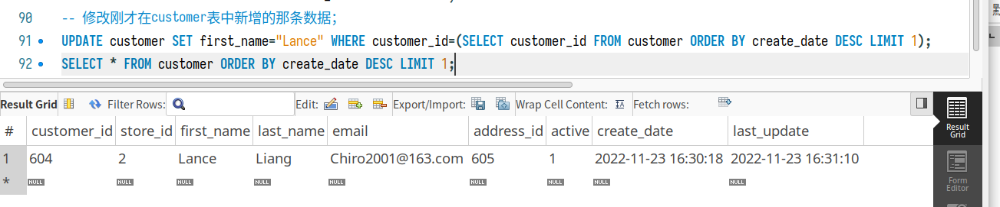 90 -- 修改刚才在customer表中新增的那条数据;
91 UPDATE customer SET first_name="Lance" WHERE customer_id=(SELECT customer_id FROM customer ORDER BY create_date DESC LIMIT 1);
92 SELECT * FROM customer ORDER BY create_date DESC LIMIT 1;
Result Grid Filter Rows: Edit: Export/Import: Wrap Cell Content: Fetch rows:
# customer_id store_id first_name last_name email address_id active create_date last_update
1 604 2 Lance Liang Chiro2001@163.com 605 1 2022-11-23 16:30:18 2022-11-23 16:31:10
* NULL NULL NULL NULL NULL NULL NULL NULL NULL
Result
Grid
Form
Editor